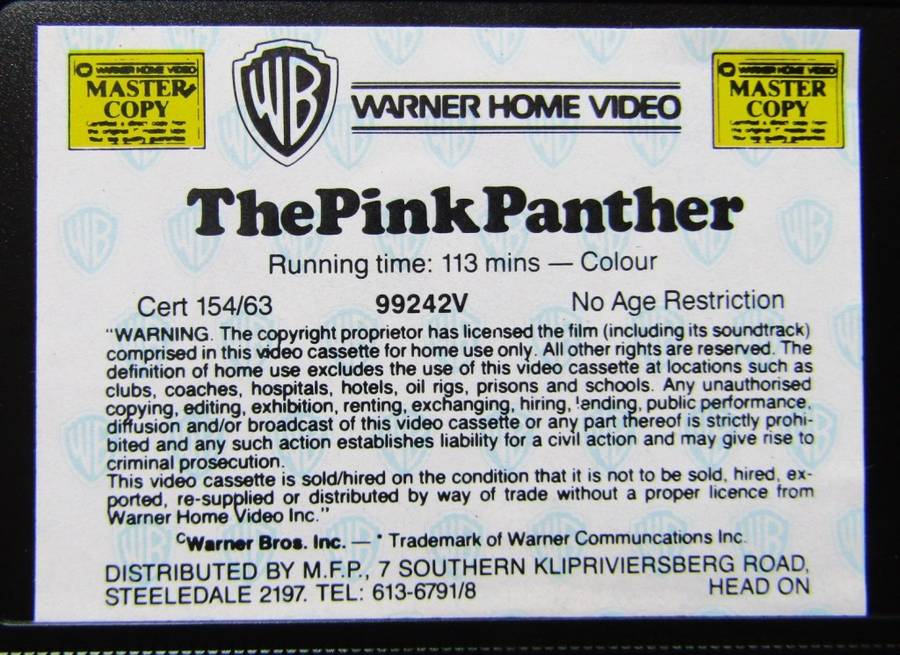 WARNER HOME VIDEO
MASTER
COPY
WB
WARNER HOME VIDEO
WARNER HOME VIDEO
MASTER
COPY
ThePinkPanther
Running time: 113 mins — Colour
Cert 154/63 99242V No Age Restriction
"WARNING. The copyright proprietor has licensed the film (including its soundtrack)
comprised in this video cassette for home use only. All other rights are reserved. The
definition of home use excludes the use of this video cassette at locations such as
clubs, coaches, hospitals, hotels, oil rigs, prisons and schools. Any unauthorised
copying, editing, exhibition, renting, exchanging, hiring, lending, public performance,
diffusion and/or broadcast of this video cassette or any part thereof is strictly prohi-
bited and any such action establishes liability for a civil action and may give rise to
criminal prosecution.
This video cassette is sold/hired on the condition that it is not to be sold, hired, ex-
ported, re-supplied or distributed by way of trade without a proper licence from
Warner Home Video Inc."
©Warner Bros. Inc. — * Trademark of Warner Communcations Inc.
DISTRIBUTED BY M.F.P., 7 SOUTHERN KLIPRIVIERSBERG ROAD,
STEELEDALE 2197. TEL: 613-6791/8 HEAD ON